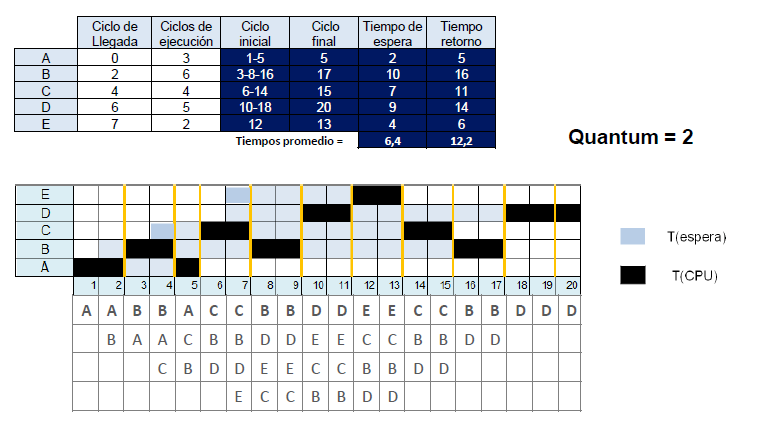 Ciclo de Llegada Ciclos de ejecución Ciclo inicial Ciclo final Tiempo de espera Tiempo retorno
A 0 3 1-5 5 2 5
B 2 6 3-8-16 17 10 16
C 4 4 6-14 15 7 11
D 6 5 10-18 20 9 14
E 7 2 12 13 4 6
Tiempos promedio = 6,4 12,2
Quantum = 2
E
D
C
B
A
T(espera)
T(CPU)
1 2 3 4 5 6 7 8 9 10 11 12 13 14 15 16 17 18 19 20
A A B B A C C B B D D E E C C B B D D D
B A A C B B D D E E C C B B D D
C B D D E E C C B B D D
E C C B B D D